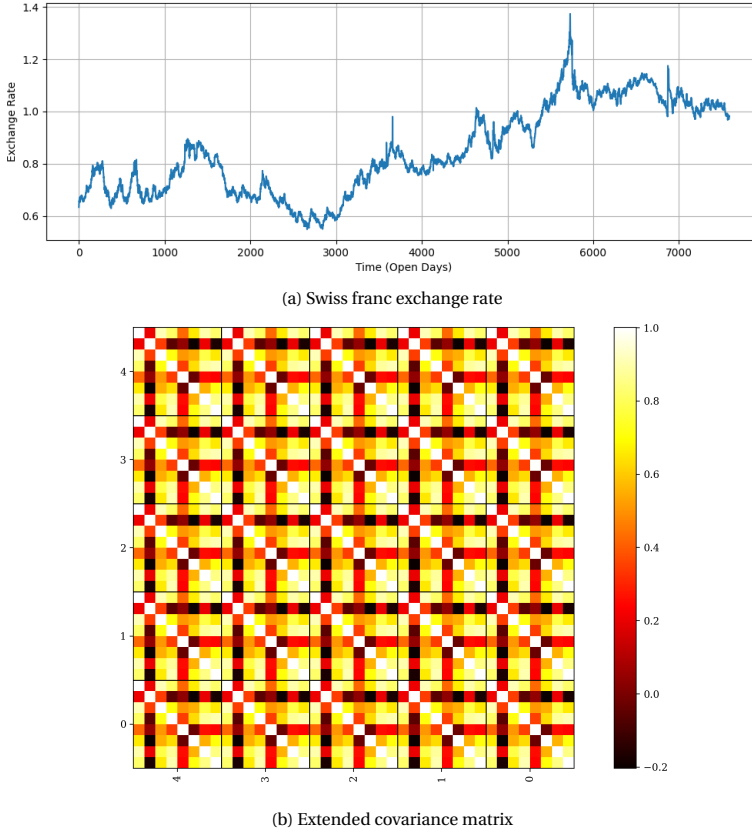 1.4
1.2
1.0
0.8
0.6
Exchange Rate
0 1000 2000 3000 4000 5000 6000 7000
Time (Open Days)
(a) Swiss franc exchange rate
4
3
2
1
0
4 3 2 1 0
1.0
0.8
0.6
0.4
0.2
0.0
−0.2
(b) Extended covariance matrix